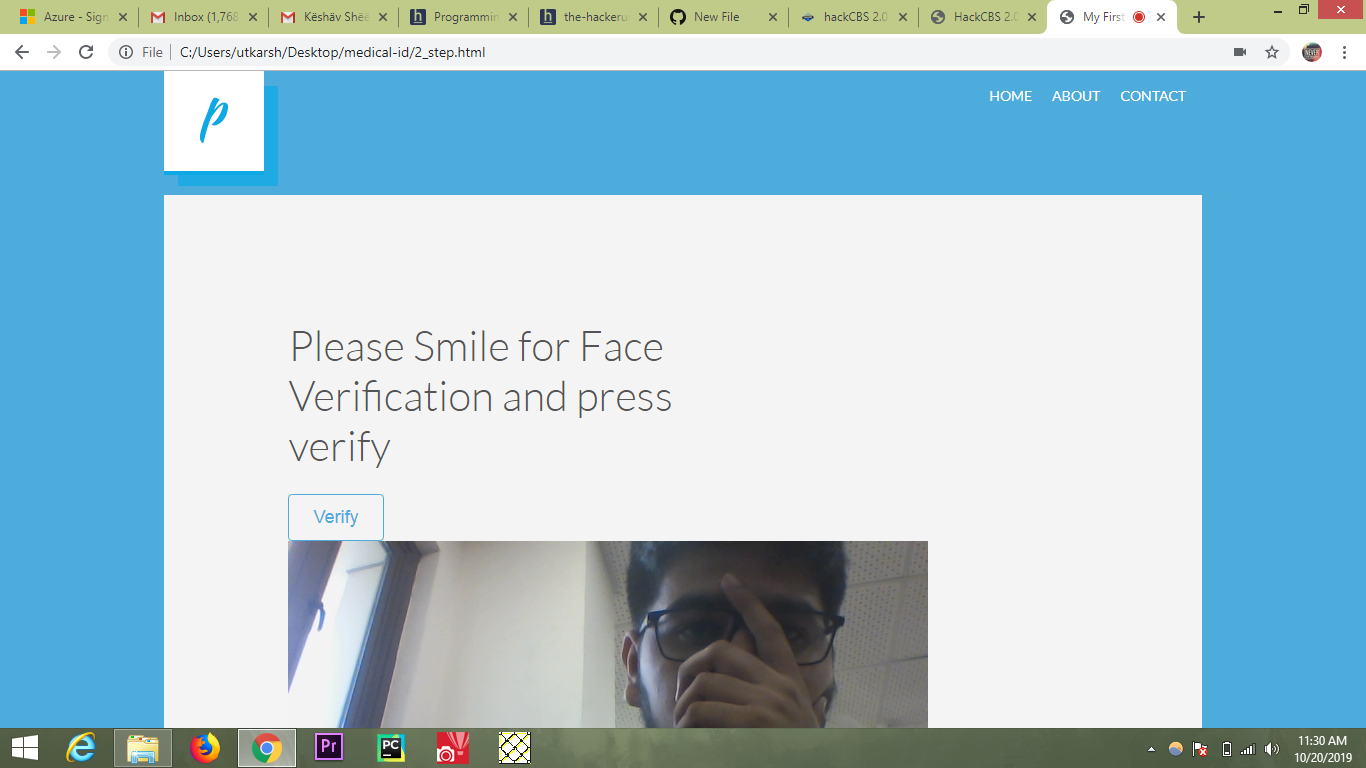 Azure - Sign
Inbox (1,768
Këshäv Shëe
Programmin
the-hackeru
New File
hackCBS 2.0
HackCBS 2.0
My First
File
C:/Users/utkarsh/Desktop/medical-id/2_step.html
p
HOME
ABOUT
CONTACT
Please Smile for Face
Verification and press
verify
Verify
Pr
PC
11:30 AM
10/20/2019